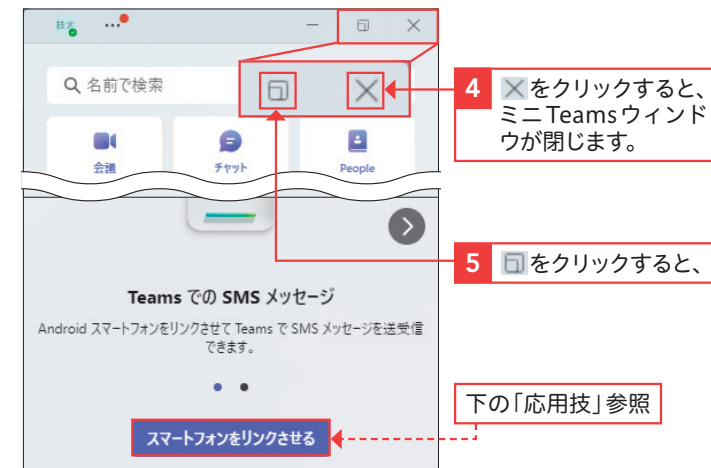 技太 …
名前で検索
4 ×をクリックすると、
ミニTeamsウィンド
ウが閉じます。
会議 チャット People
5 をクリックすると、
Teams での SMS メッセージ
Android スマートフォンをリンクさせて Teams で SMS メッセージを送受信
できます。
下の「応用技」参照
スマートフォンをリンクさせる